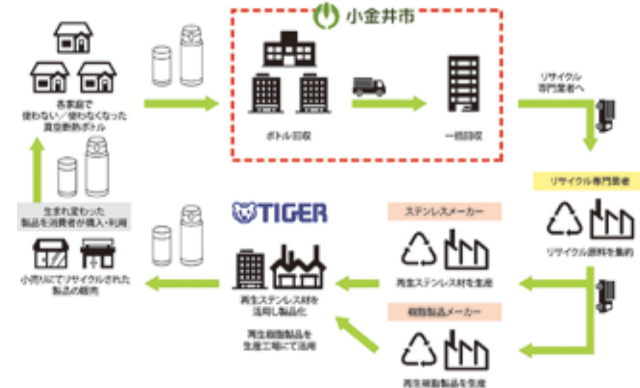 小金井市
各家庭で
使わない／使わなくなった
真空断熱ボトル
ボトル回収
一括回収
リサイクル
専門業者へ
リサイクル専門業者
リサイクル原料を集約
ステンレスメーカー
再生ステンレス材を生産
樹脂製品メーカー
再生樹脂製品を生産
TIGER
再生ステンレス材を
活用し製品化
再生樹脂製品を
生産工場にて活用
小売りにてリサイクルされた
製品の販売
生まれ変わった
製品を消費者が購入・利用